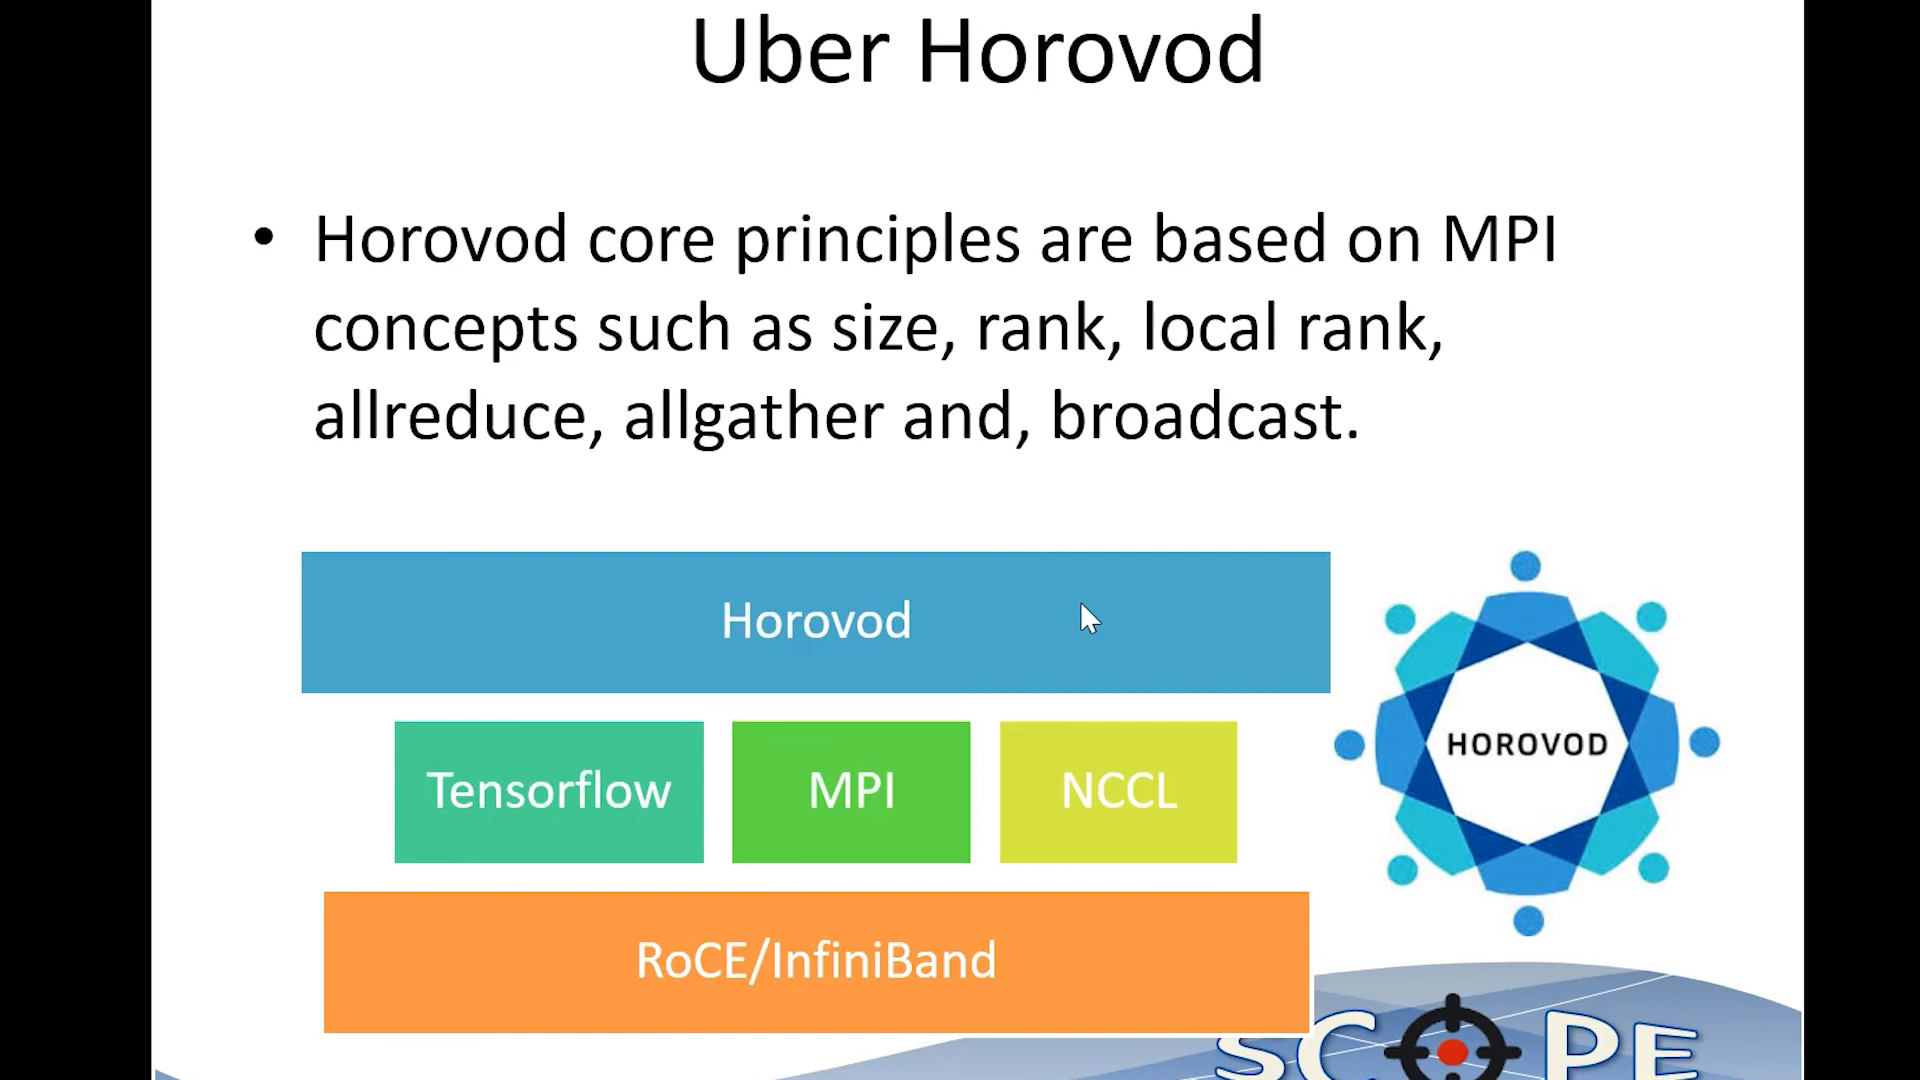 Uber Horovod
• Horovod core principles are based on MPI
concepts such as size, rank, local rank,
allreduce, allgather and, broadcast.
Horovod
Tensorflow MPI NCCL
HOROVOD
RoCE/InfiniBand
SCOPE